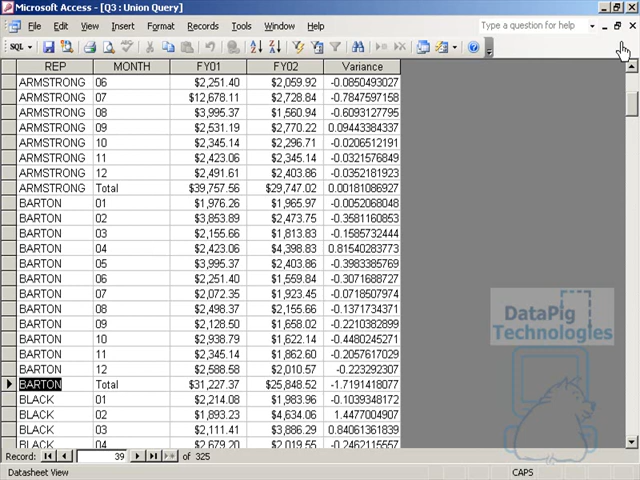 Microsoft Access - [Q3 : Union Query]
File Edit View Insert Format Records Tools Window Help Type a question for help
SQL
REP MONTH FY01 FY02 Variance
ARMSTRONG 06 $2,251.40 $2,059.92 -0.0850493027
ARMSTRONG 07 $12,678.11 $2,728.84 -0.7847597158
ARMSTRONG 08 $3,995.37 $1,560.94 -0.6093127795
ARMSTRONG 09 $2,531.19 $2,770.22 0.09443384337
ARMSTRONG 10 $2,345.14 $2,296.71 -0.0206512191
ARMSTRONG 11 $2,423.06 $2,345.14 -0.0321576849
ARMSTRONG 12 $2,491.61 $2,403.86 -0.0352181923
ARMSTRONG Total $39,757.56 $29,747.02 0.00181086927
BARTON 01 $1,976.26 $1,965.97 -0.0052068048
BARTON 02 $3,853.89 $2,473.75 -0.3581160853
BARTON 03 $2,155.66 $1,813.83 -0.1585732444
BARTON 04 $2,423.06 $4,398.83 0.81540283773
BARTON 05 $3,995.37 $2,403.86 -0.3983385769
BARTON 06 $2,251.40 $1,559.84 -0.3071688727
BARTON 07 $2,072.35 $1,923.45 -0.0718507974
BARTON 08 $2,498.37 $2,155.66 -0.1371734371
BARTON 09 $2,128.50 $1,658.02 -0.2210382899
BARTON 10 $2,938.79 $1,622.14 -0.4480245275
BARTON 11 $2,345.14 $1,862.60 -0.2057617029
BARTON 12 $2,588.58 $2,010.57 -0.223292307
BARTON Total $31,227.37 $25,848.52 -1.7191418077
BLACK 01 $2,214.08 $1,983.96 -0.1039348172
BLACK 02 $1,893.23 $4,634.06 1.4477004907
BLACK 03 $2,111.41 $3,886.29 0.84061361839
BLACK 04 $2,679.20 $2,019.55 -0.2462115557
DataPig
Technologies
Record: 39 of 325
Datasheet View CAPS